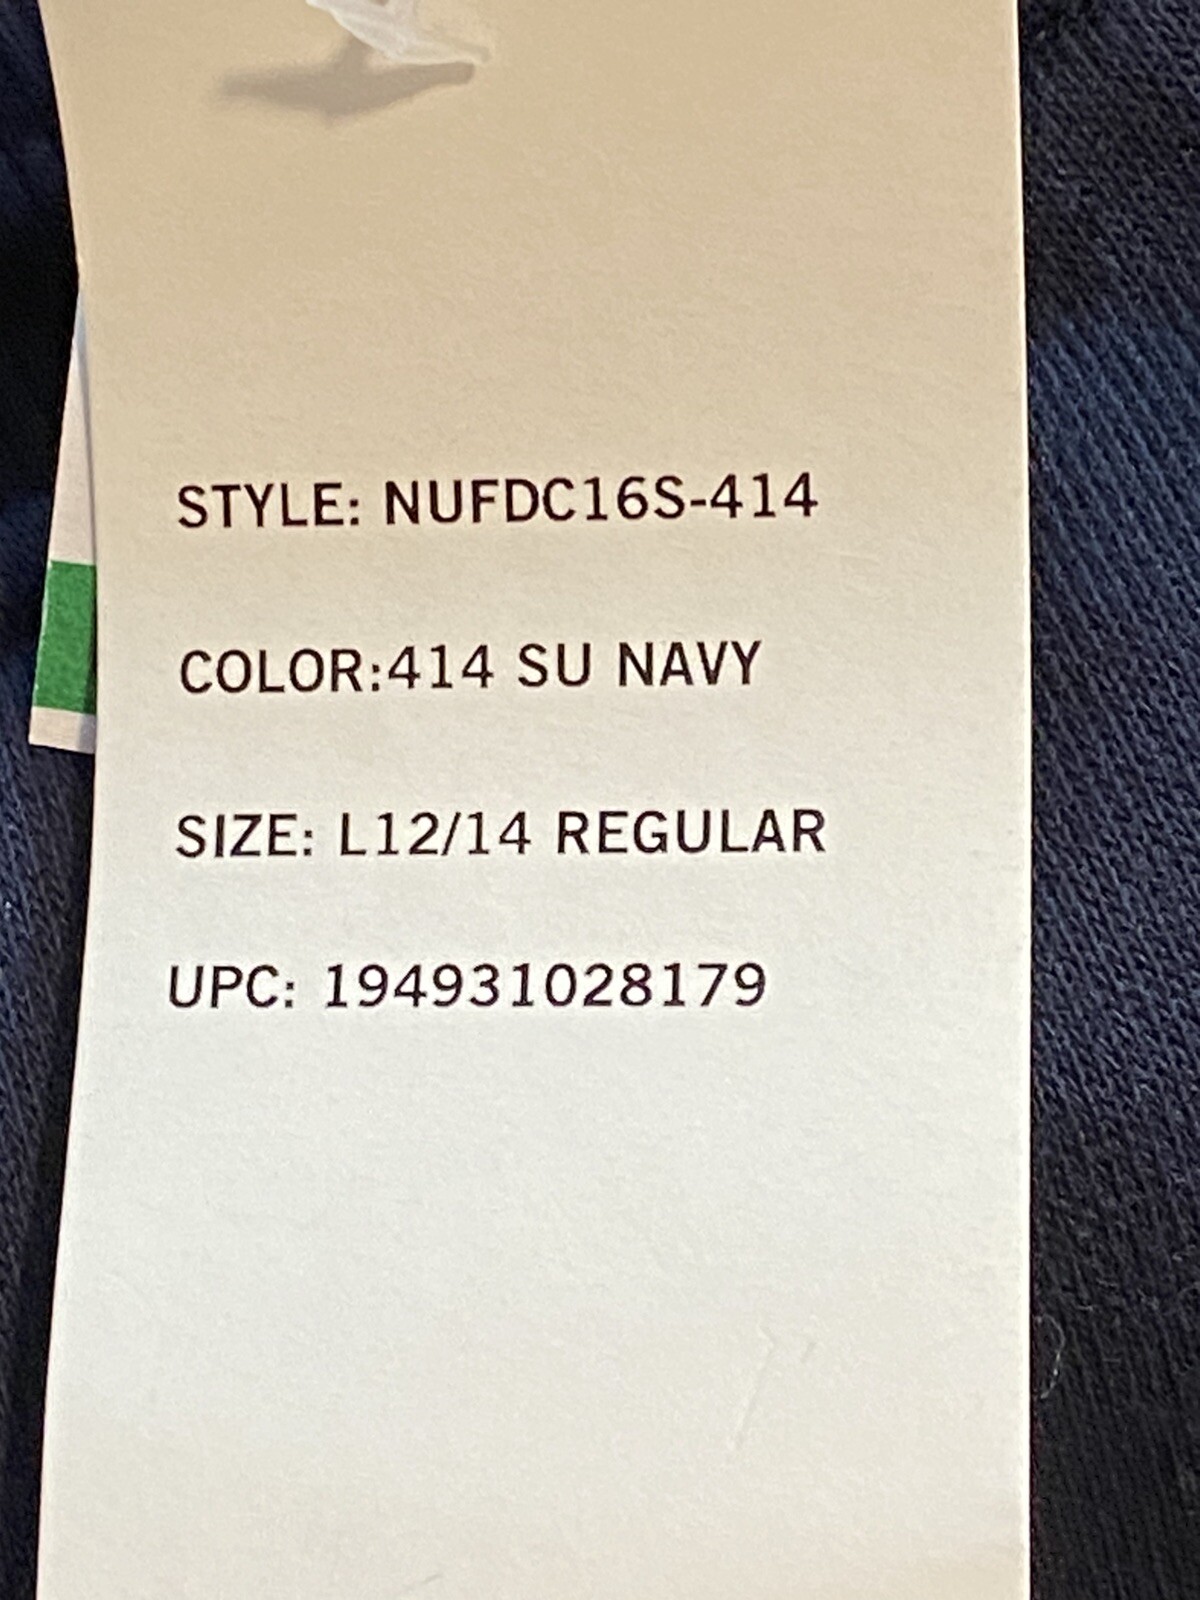 STYLE: NUFDC16S-414
COLOR:414 SU NAVY
SIZE: L12/14 REGULAR
UPC: 194931028179